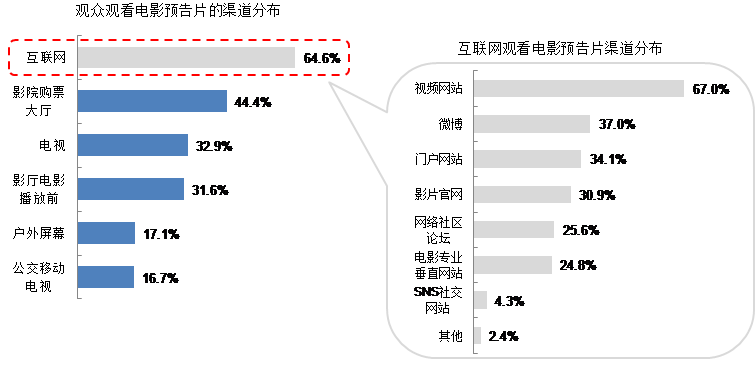 观众观看电影预告片的渠道分布
互联网
64.6%
影院购票
大厅
44.4%
电视
32.9%
影厅电影
播放前
31.6%
户外屏幕
17.1%
公交移动
电视
16.7%
互联网观看电影预告片渠道分布
视频网站
67.0%
微博
37.0%
门户网站
34.1%
影片官网
30.9%
网络社区
论坛
25.6%
电影专业
垂直网站
24.8%
SNS社交
网站
4.3%
其他
2.4%